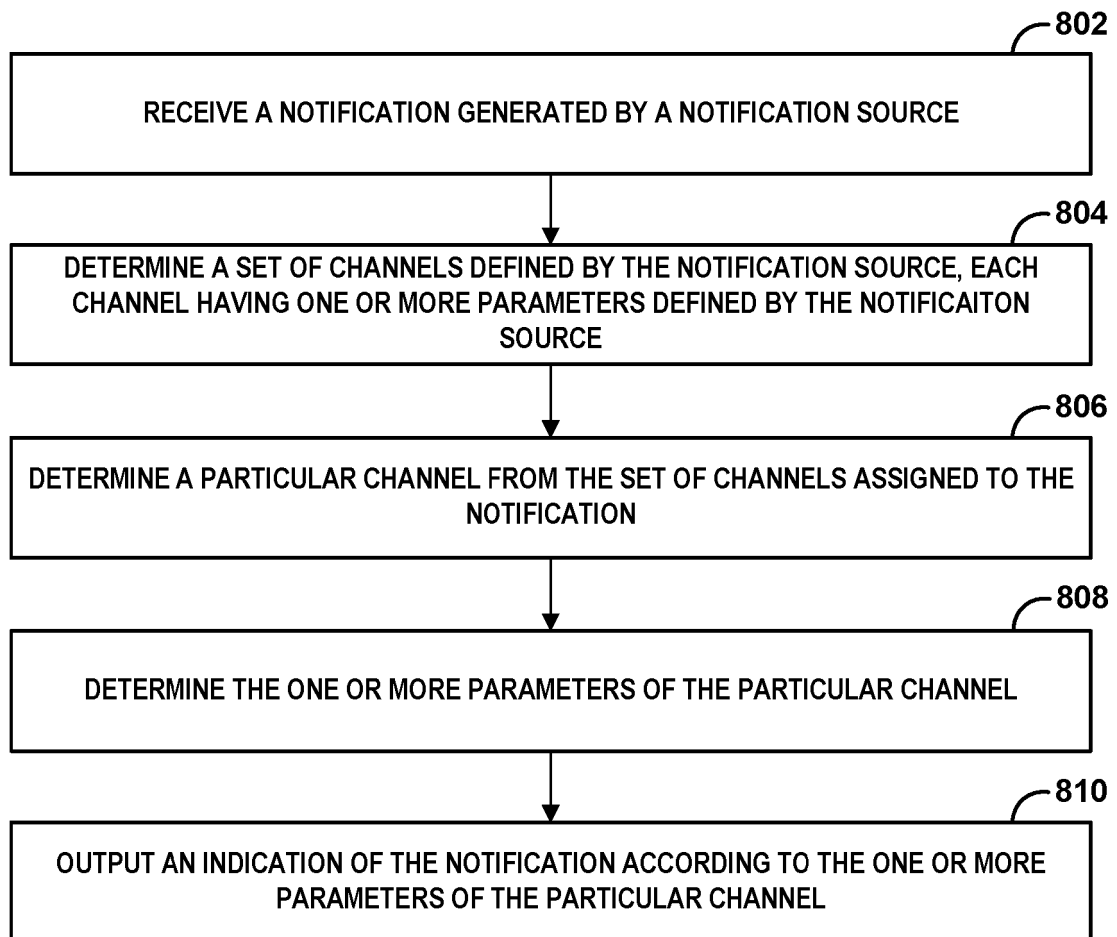 802
RECEIVE A NOTIFICATION GENERATED BY A NOTIFICATION SOURCE
804
DETERMINE A SET OF CHANNELS DEFINED BY THE NOTIFICATION SOURCE, EACH
CHANNEL HAVING ONE OR MORE PARAMETERS DEFINED BY THE NOTIFICAITON
SOURCE
806
DETERMINE A PARTICULAR CHANNEL FROM THE SET OF CHANNELS ASSIGNED TO THE
NOTIFICATION
808
DETERMINE THE ONE OR MORE PARAMETERS OF THE PARTICULAR CHANNEL
810
OUTPUT AN INDICATION OF THE NOTIFICATION ACCORDING TO THE ONE OR MORE
PARAMETERS OF THE PARTICULAR CHANNEL